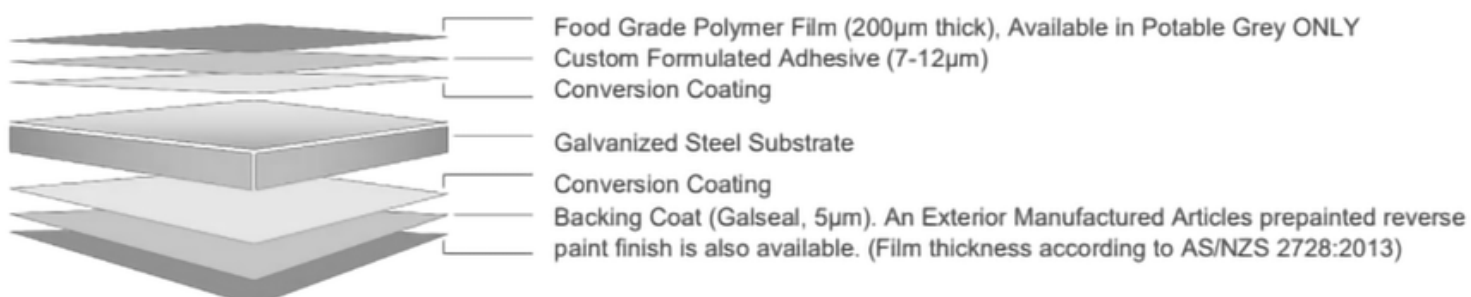 Food Grade Polymer Film (200µm thick), Available in Potable Grey ONLY
Custom Formulated Adhesive (7-12µm)
Conversion Coating
Galvanized Steel Substrate
Conversion Coating
Backing Coat (Galseal, 5µm). An Exterior Manufactured Articles prepainted reverse
paint finish is also available. (Film thickness according to AS/NZS 2728:2013)